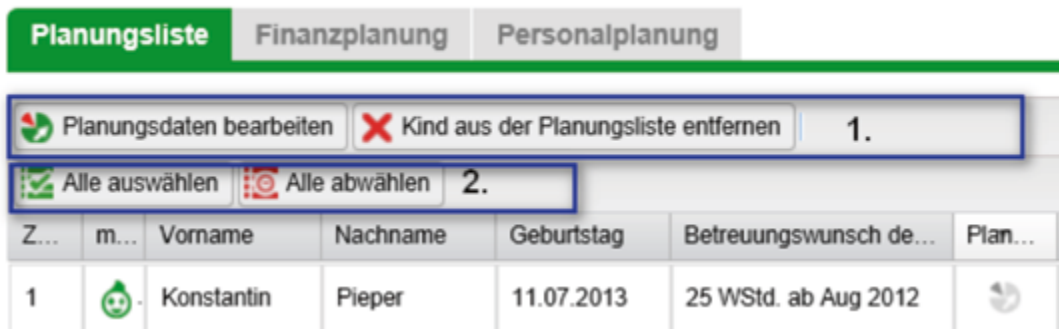 Planungsliste Finanzplanung Personalplanung
Planungsdaten bearbeiten Kind aus der Planungsliste entfernen 1.
Alle auswählen Alle abwählen 2.
Z... m... Vorname Nachname Geburtstag Betreuungswunsch de... Plan...
1 Konstantin Pieper 11.07.2013 25 WStd. ab Aug 2012